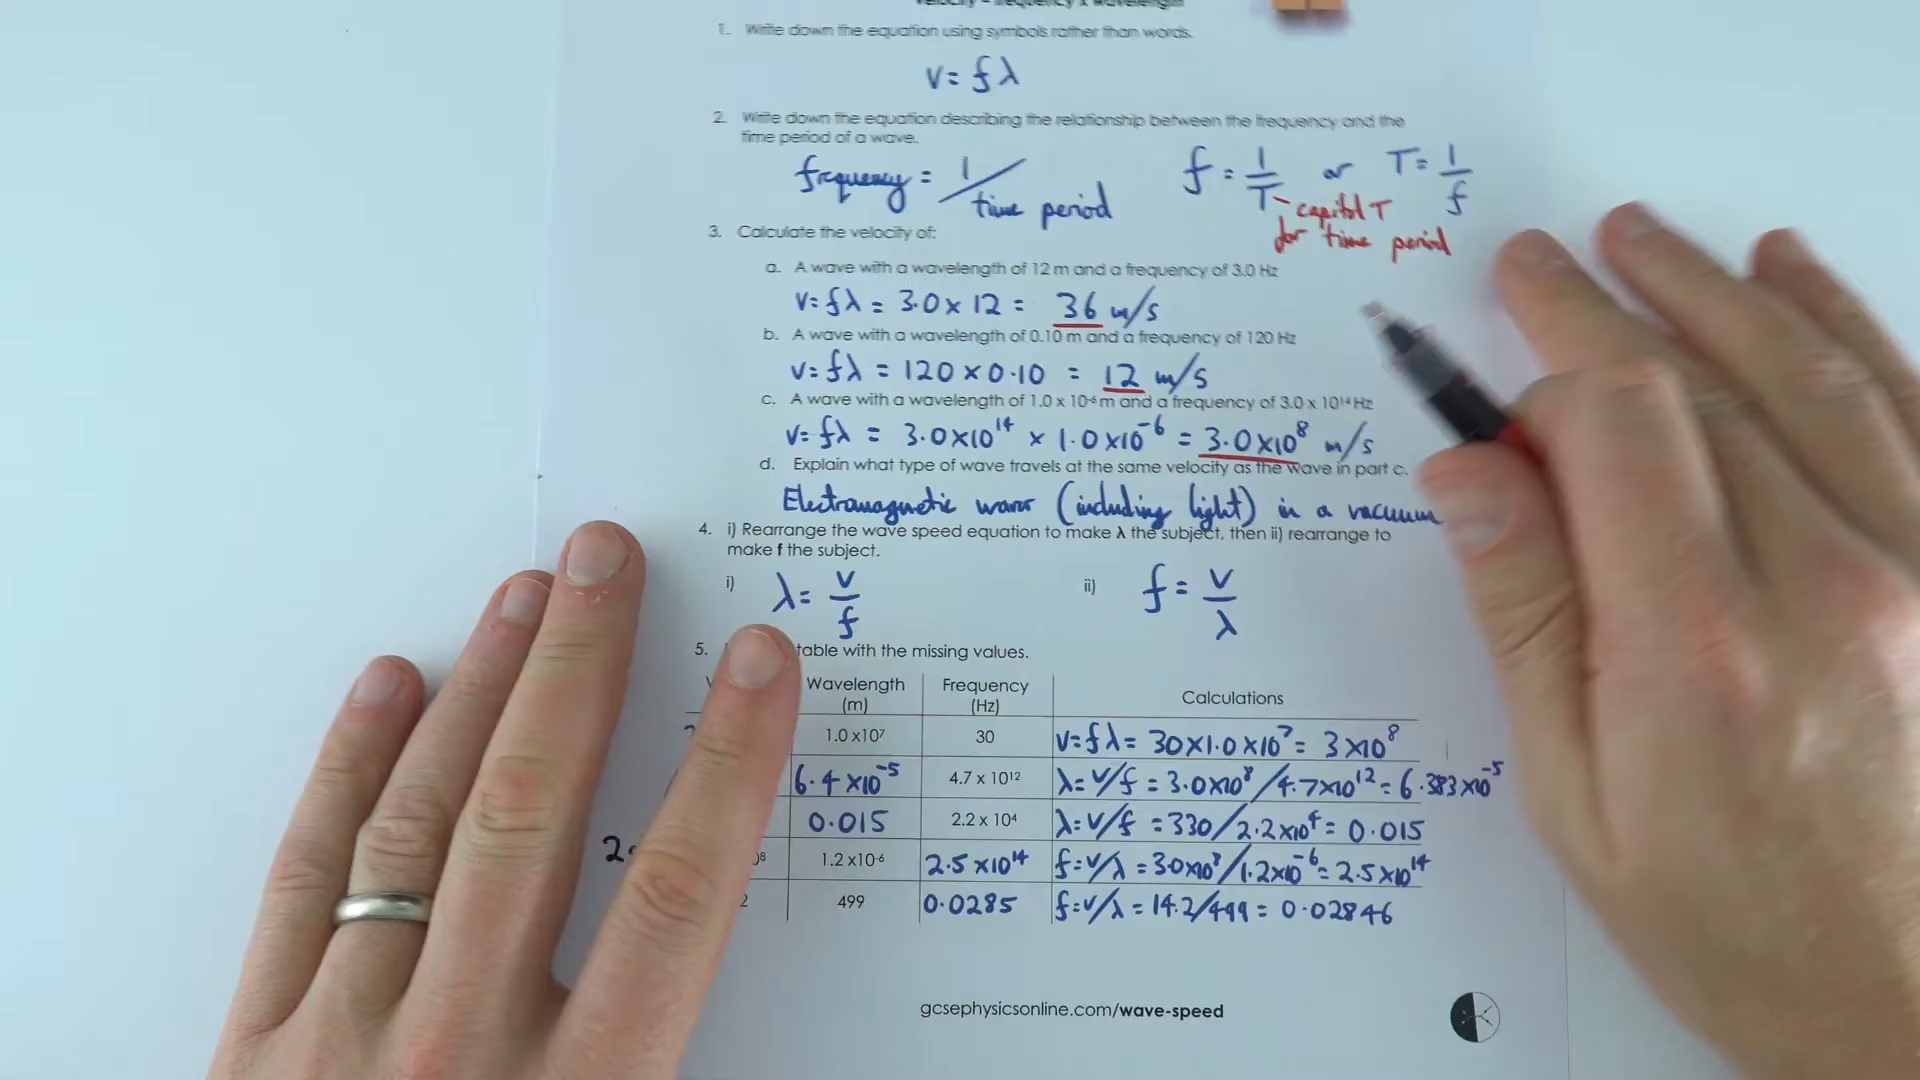 velocity = frequency x wavelength
1. Write down the equation using symbols rather than words.
v = fλ
2. Write down the equation describing the relationship between the frequency and the
time period of a wave.
frequency = 1/time period f = 1/T or T = 1/f
- capital T
for time period
3. Calculate the velocity of:
a. A wave with a wavelength of 12 m and a frequency of 3.0 Hz
v = fλ = 3.0 x 12 = 36 m/s
b. A wave with a wavelength of 0.10 m and a frequency of 120 Hz
v = fλ = 120 x 0.10 = 12 m/s
c. A wave with a wavelength of 1.0 x 10⁻⁶ m and a frequency of 3.0 x 10¹⁴ Hz
v = fλ = 3.0x10¹⁴ x 1.0x10⁻⁶ = 3.0x10⁸ m/s
d. Explain what type of wave travels at the same velocity as the wave in part c.
Electromagnetic waves (including light) in a vacuum
4. i) Rearrange the wave speed equation to make λ the subject, then ii) rearrange to
make f the subject.
i) λ = v/f ii) f = v/λ
5. table with the missing values.
Wavelength (m) Frequency (Hz) Calculations
1.0 x10⁷ 30 v = fλ = 30x1.0x10⁷ = 3x10⁸
6.4x10⁻⁵ 4.7 x 10¹² λ = v/f = 3.0x10⁸/4.7x10¹² = 6.383x10⁻⁵
0.015 2.2 x 10⁴ λ = v/f = 330/2.2x10⁴ = 0.015
⁸ 1.2 x10⁻⁶ 2.5x10¹⁴ f = v/λ = 3.0x10⁸/1.2x10⁻⁶ = 2.5x10¹⁴
2 499 0.0285 f = v/λ = 14.2/499 = 0.02846
gcsephysicsonline.com/wave-speed